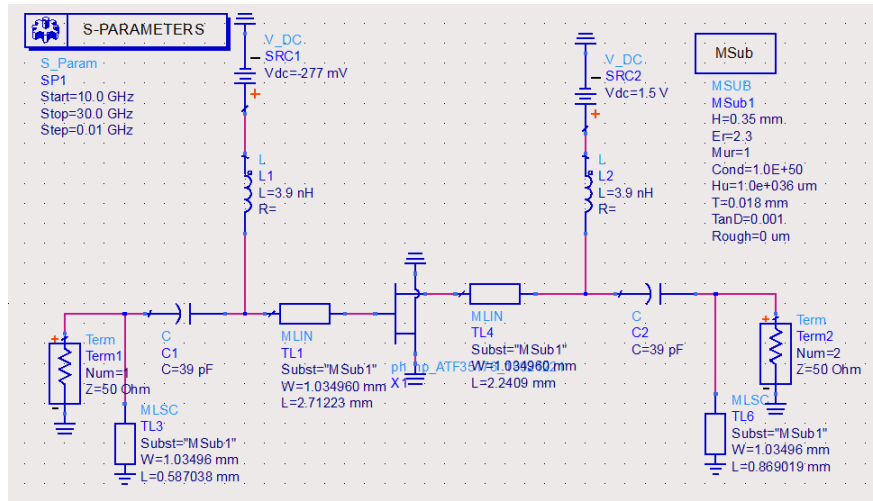 S-PARAMETERS
S_Param
SP1
Start=10.0 GHz
Stop=30.0 GHz
Step=0.01 GHz
V_DC
SRC1
Vdc=-277 mV
V_DC
SRC2
Vdc=1.5 V
MSub
MSUB
MSub1
H=0.35 mm
Er=2.3
Mur=1
Cond=1.0E+50
Hu=1.0e+036 um
T=0.018 mm
TanD=0.001
Rough=0 um
L
L1
L=3.9 nH
R=
L
L2
L=3.9 nH
R=
Term
Term1
Num=1
Z=50 Ohm
C
C1
C=39 pF
MLIN
TL1
Subst="MSub1"
W=1.034960 mm
L=2.71223 mm
X1
MLIN
TL4
Subst="MSub1"
W=1.034960 mm
L=2.2409 mm
C
C2
C=39 pF
Term
Term2
Num=2
Z=50 Ohm
MLSC
TL3
Subst="MSub1"
W=1.03496 mm
L=0.587038 mm
MLSC
TL6
Subst="MSub1"
W=1.03496 mm
L=0.869019 mm